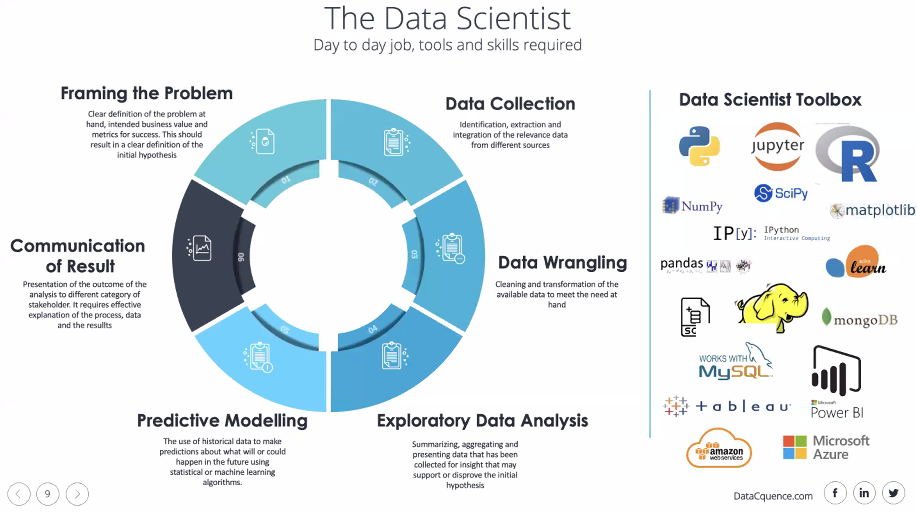 The Data Scientist
Day to day job, tools and skills required
Framing the Problem
Clear definition of the problem at
hand, intended business value and
metrics for success. This should
result in a clear definition of the
initial hypothesis
Data Collection
Identification, extraction and
integration of the relevance data
from different sources
Data Wrangling
Cleaning and transformation of the
available data to meet the need at
hand
Exploratory Data Analysis
Summarizing, aggregating and
presenting data that has been
collected for insight that may
support or disprove the initial
hypothesis
Predictive Modelling
The use of historical data to make
predictions about what will or could
happen in the future using
statistical or machine learning
algorithms.
Communication
of Result
Presentation of the outcome of the
analysis to different category of
stakeholder. It requires effective
explanation of the process, data
and the resullts
01
02
03
04
05
06
Data Scientist Toolbox
jupyter
R
SciPy
NumPy
matplotlib
IP[y]:
IPython
Interactive Computing
pandas
learn
mongoDB
WORKS WITH
MySQL
Microsoft
Power BI
+ a b l e a u
amazon
webservices
Microsoft
Azure
9
DataCquence.com
f
in